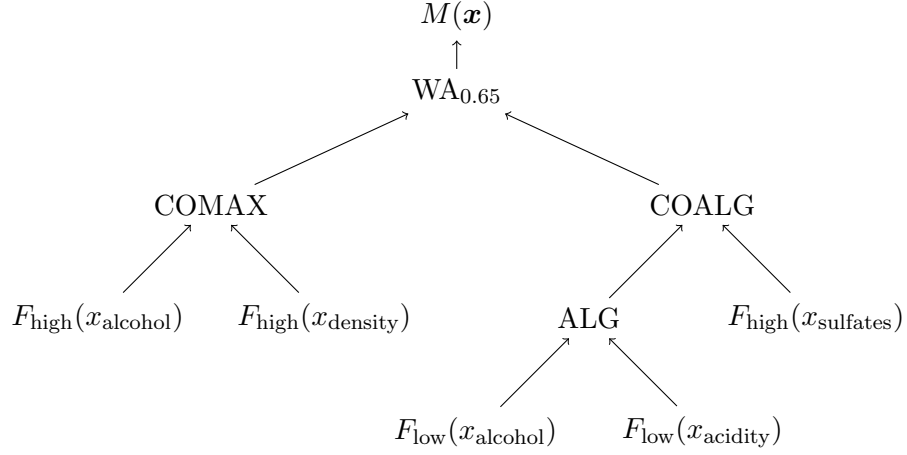 M(x)
WA0.65
COMAX COALG
Fhigh(xalcohol) Fhigh(xdensity) ALG Fhigh(xsulfates)
Flow(xalcohol) Flow(xacidity)